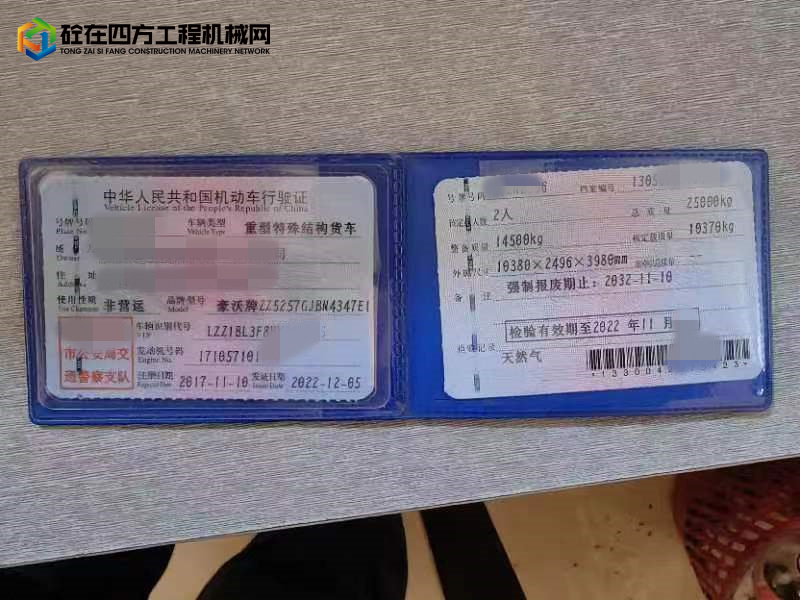 砼在四方工程机械网
TONG ZAI SI FANG CONSTRUCTION MACHINERY NETWORK
中华人民共和国机动车行驶证
Vehicle License of the People's Republic of China
号牌号码
Plate No.
车辆类型
Vehicle Type
重型特殊结构货车
Owner
住 址
使用性质
Use Character
非营运
品牌型号
Model
豪沃牌ZZ5257GJBN4347E1
车辆识别代号
VIN
LZZ1BL3F8
市公安局交
通警察支队
发动机号码
Engine No.
171057101
注册日期
Register Date
2017-11-10
发证日期
Issue Date
2022-12-05
号牌号码
6
档案编号
1305
核定载人数
2人
总 质 量
25000kg
整备质量
14500kg
核定载质量
10370kg
外廓尺寸
10380×2496×3980mm
备 注
强制报废期止:2032-11-10
检验有效期至2022 年11 月
检验记录
天然气
*133004
23*